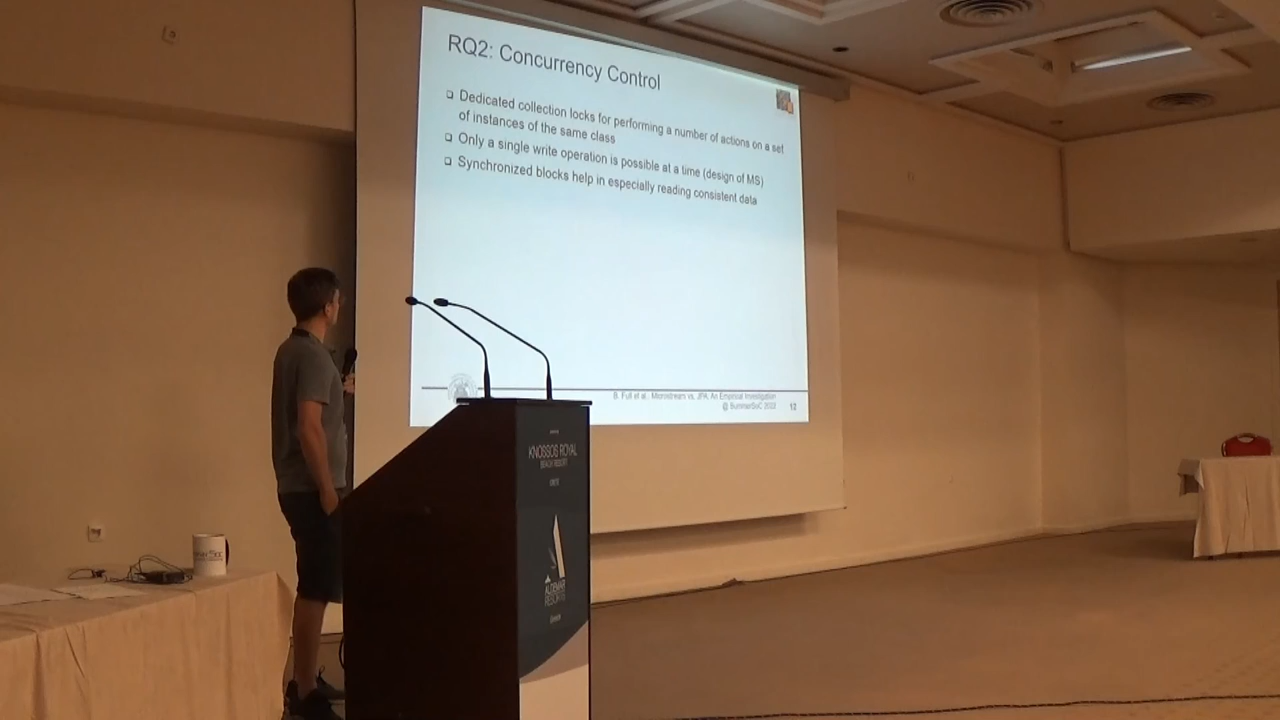 RQ2: Concurrency Control
❑ Dedicated collection locks for performing a number of actions on a set
of instances of the same class
❑ Only a single write operation is possible at a time (design of MS)
❑ Synchronized blocks help in especially reading consistent data
B. Full et al.: Microstream vs. JPA: An Empirical Investigation
@ SummerSoC 2022
12
KNOSSOS ROYAL
BEACH RESORT
CRETE
ALDEMAR
RESORTS